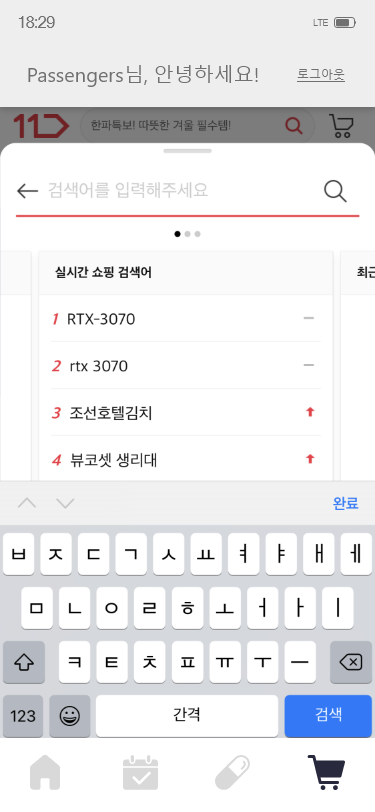 18:29
LTE
Passengers님, 안녕하세요!
로그아웃
11
한파특보! 따뜻한 겨울 필수템!
검색어를 입력해주세요
실시간 쇼핑 검색어
최근
1 RTX-3070
2 rtx 3070
3 조선호텔김치
4 뷰코셋 생리대
완료
ㅂ ㅈ ㄷ ㄱ ㅅ ㅛ ㅕ ㅑ ㅐ ㅔ
ㅁ ㄴ ㅇ ㄹ ㅎ ㅗ ㅓ ㅏ ㅣ
ㅋ ㅌ ㅊ ㅍ ㅠ ㅜ ㅡ
123 간격 검색